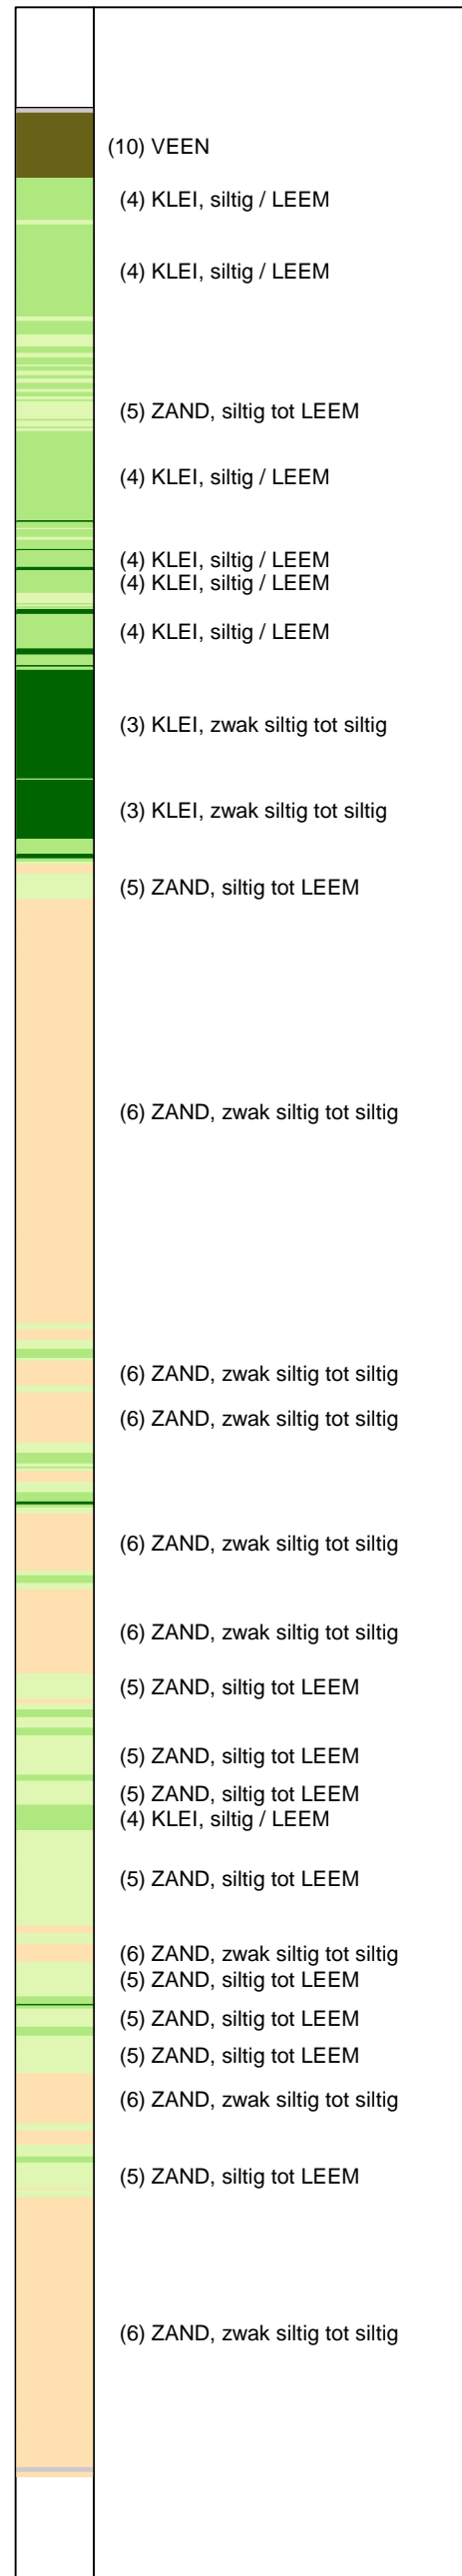 (10) VEEN
(4) KLEI, siltig / LEEM
(4) KLEI, siltig / LEEM
(5) ZAND, siltig tot LEEM
(4) KLEI, siltig / LEEM
(4) KLEI, siltig / LEEM
(4) KLEI, siltig / LEEM
(4) KLEI, siltig / LEEM
(3) KLEI, zwak siltig tot siltig
(3) KLEI, zwak siltig tot siltig
(5) ZAND, siltig tot LEEM
(6) ZAND, zwak siltig tot siltig
(6) ZAND, zwak siltig tot siltig
(6) ZAND, zwak siltig tot siltig
(6) ZAND, zwak siltig tot siltig
(6) ZAND, zwak siltig tot siltig
(5) ZAND, siltig tot LEEM
(5) ZAND, siltig tot LEEM
(5) ZAND, siltig tot LEEM
(4) KLEI, siltig / LEEM
(5) ZAND, siltig tot LEEM
(6) ZAND, zwak siltig tot siltig
(5) ZAND, siltig tot LEEM
(5) ZAND, siltig tot LEEM
(5) ZAND, siltig tot LEEM
(6) ZAND, zwak siltig tot siltig
(5) ZAND, siltig tot LEEM
(6) ZAND, zwak siltig tot siltig